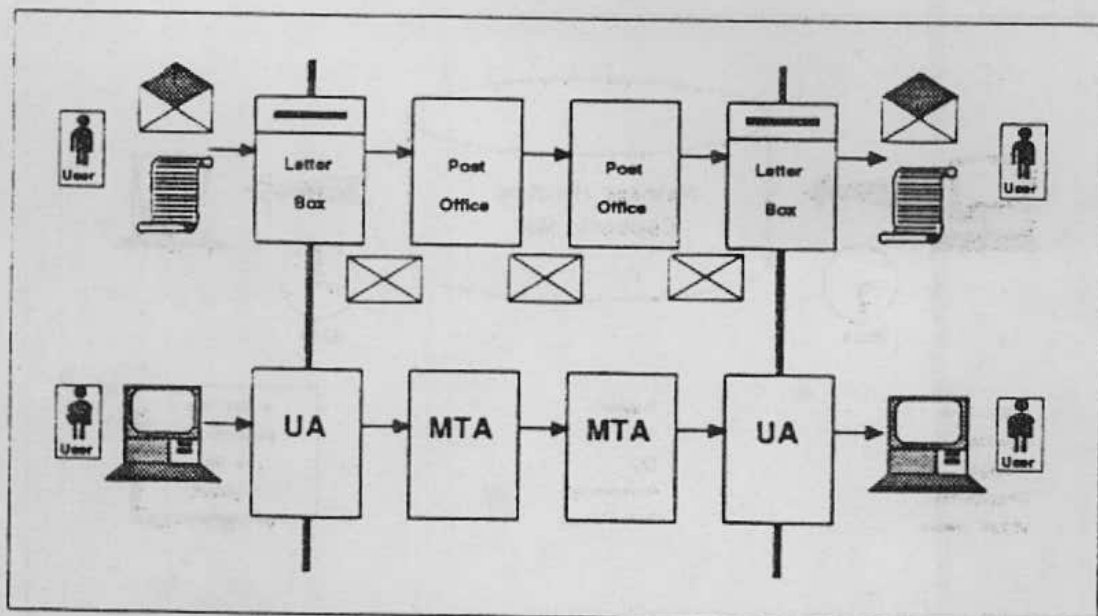 User
Letter
Box
Post
Office
Post
Office
Letter
Box
User
User
UA
MTA
MTA
UA
User